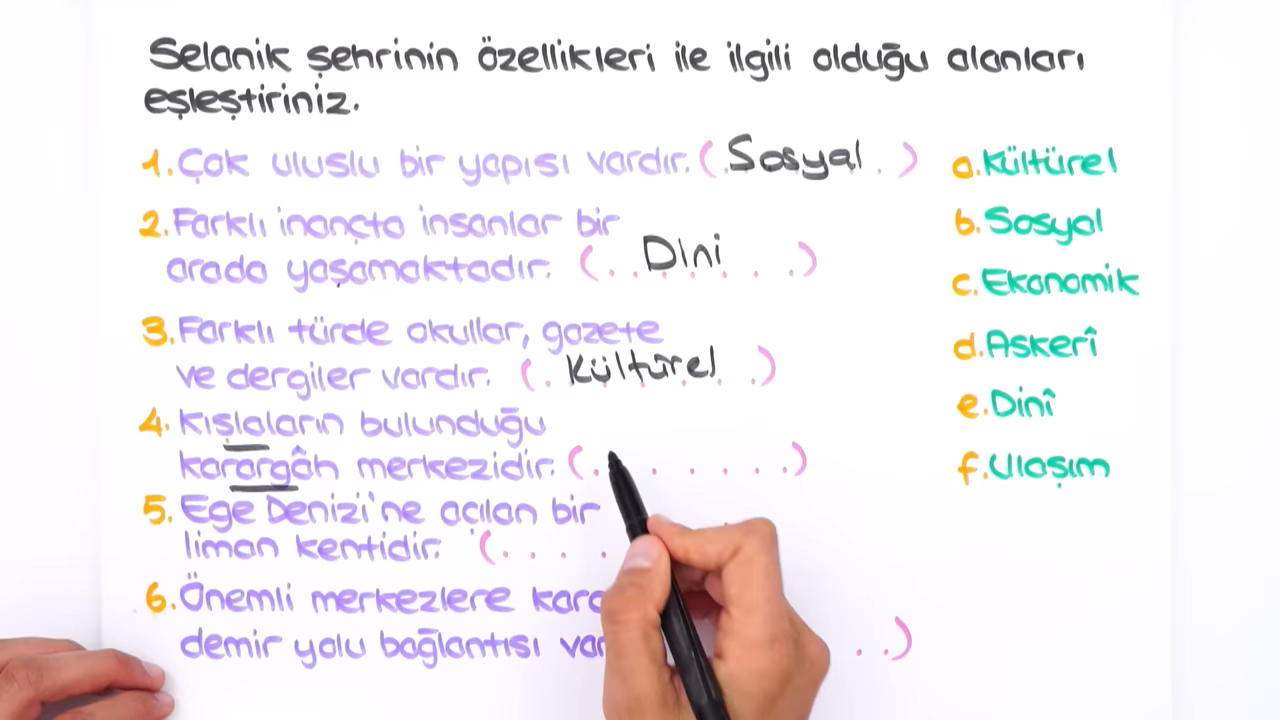 Selanik şehrinin özellikleri ile ilgili olduğu alanları
eşleştiriniz.
1. Çok uluslu bir yapısı vardır. (Sosyal . )
2. Farklı inançta insanlar bir
arada yaşamaktadır. (. . Dini . . .)
3. Farklı türde okullar, gazete
ve dergiler vardır. (. Kültürel . .)
4. Kışlaların bulunduğu
karargâh merkezidir. (. . . . . .)
5. Ege Denizi'ne açılan bir
liman kentidir. (. . . .
6. Önemli merkezlere
demir yolu bağlantısı . .)
a. Kültürel
b. Sosyal
c. Ekonomik
d. Askerî
e. Dinî
f. Ulaşım